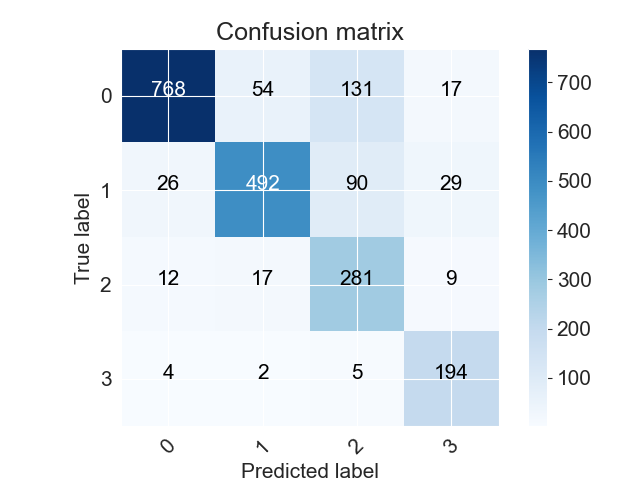 Confusion matrix
0 768 54 131 17
1 26 492 90 29
2 12 17 281 9
3 4 2 5 194
0 1 2 3
True label
Predicted label
700
600
500
400
300
200
100